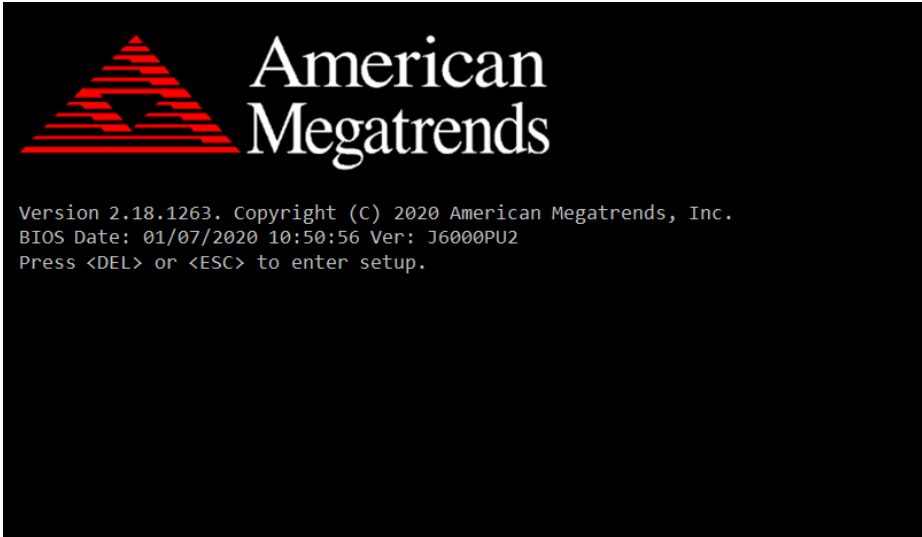 American
Megatrends
Version 2.18.1263. Copyright (C) 2020 American Megatrends, Inc.
BIOS Date: 01/07/2020 10:50:56 Ver: J6000PU2
Press <DEL> or <ESC> to enter setup.